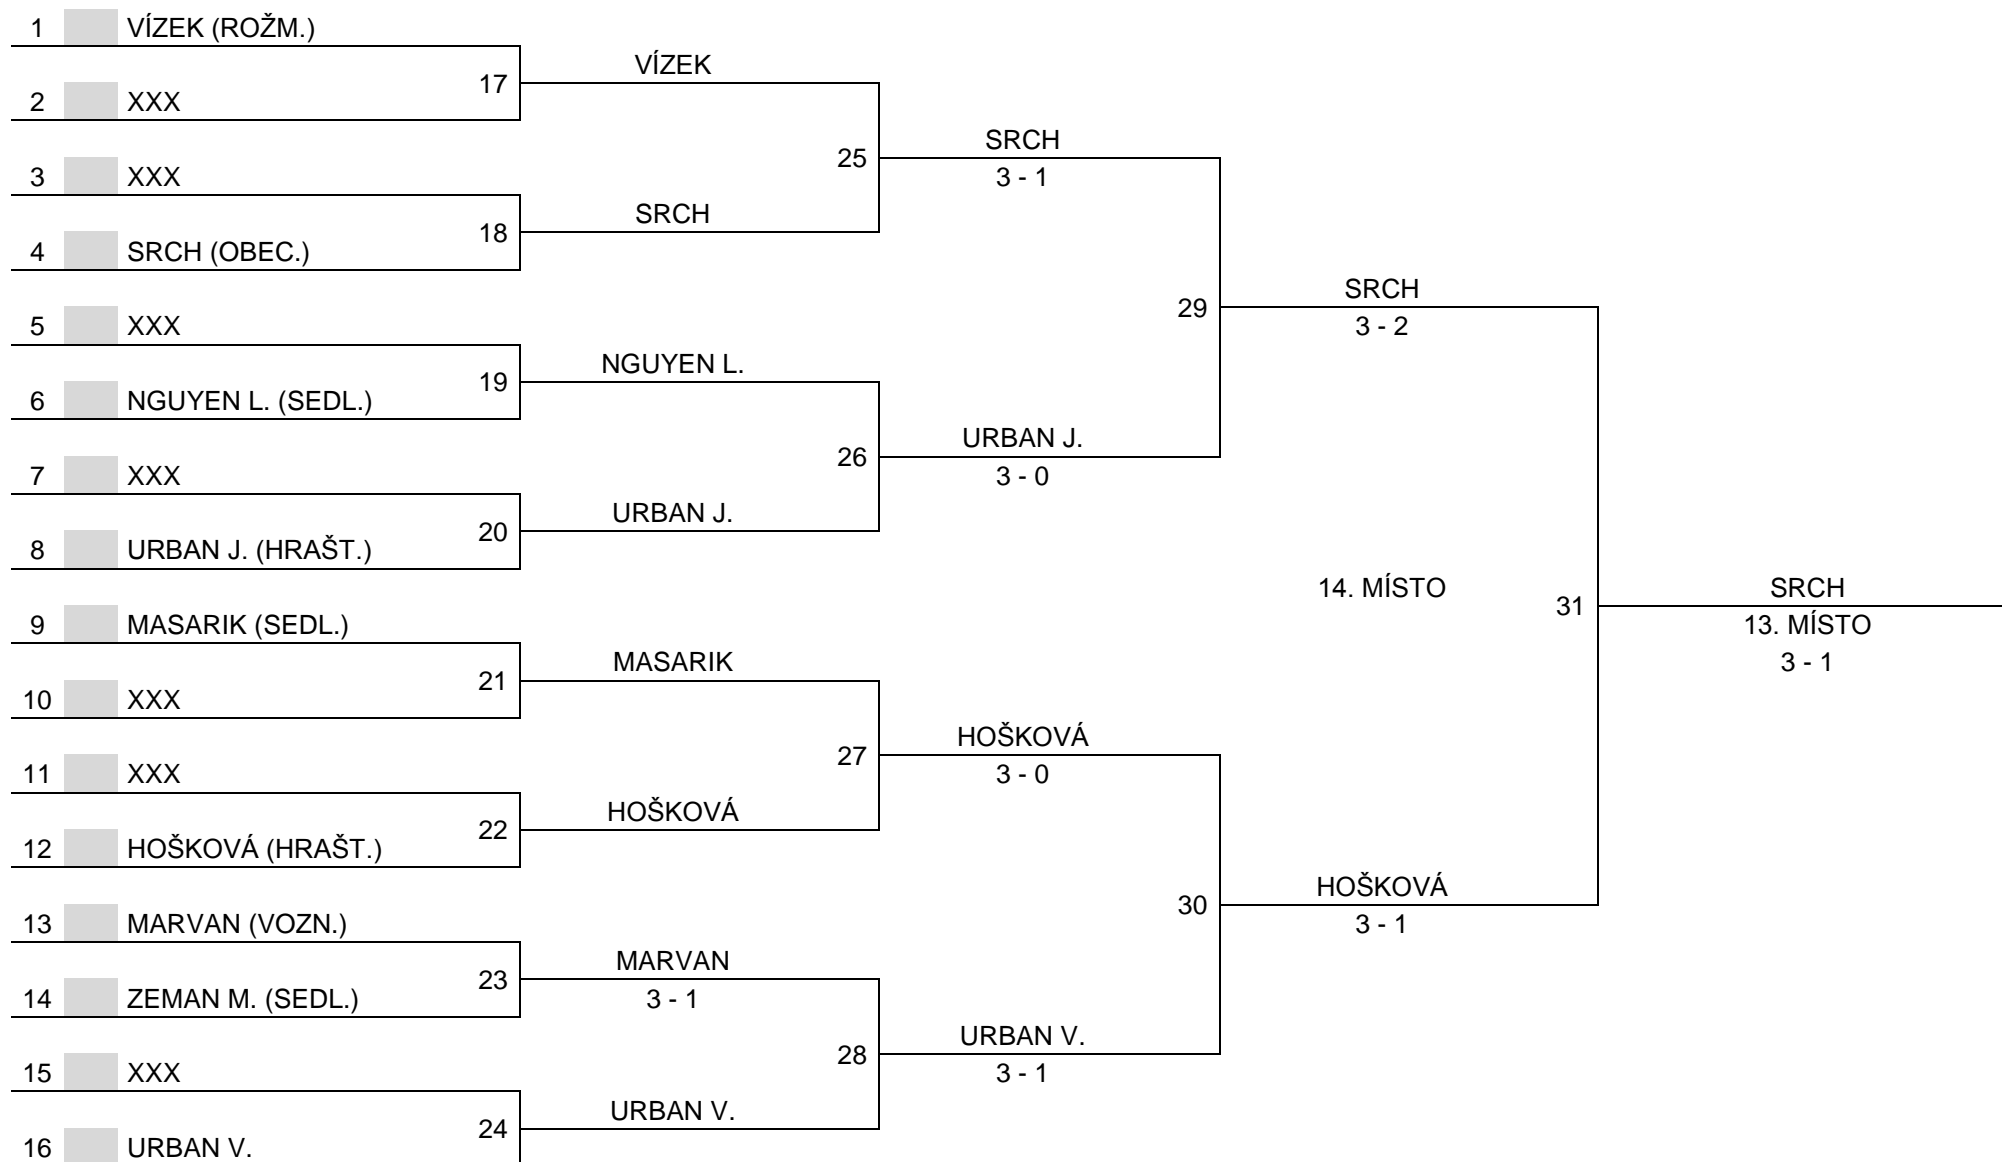 1 VÍZEK (ROŽM.)
VÍZEK
17
2 XXX
SRCH
25
3 - 1
3 XXX
SRCH
18
4 SRCH (OBEC.)
SRCH
29
3 - 2
5 XXX
NGUYEN L.
19
6 NGUYEN L. (SEDL.)
URBAN J.
26
3 - 0
7 XXX
URBAN J.
20
8 URBAN J. (HRAŠT.)
14. MÍSTO
31
SRCH
13. MÍSTO
3 - 1
9 MASARIK (SEDL.)
MASARIK
21
10 XXX
HOŠKOVÁ
27
3 - 0
11 XXX
HOŠKOVÁ
22
12 HOŠKOVÁ (HRAŠT.)
HOŠKOVÁ
30
3 - 1
13 MARVAN (VOZN.)
MARVAN
23
3 - 1
14 ZEMAN M. (SEDL.)
URBAN V.
28
3 - 1
15 XXX
URBAN V.
24
16 URBAN V.